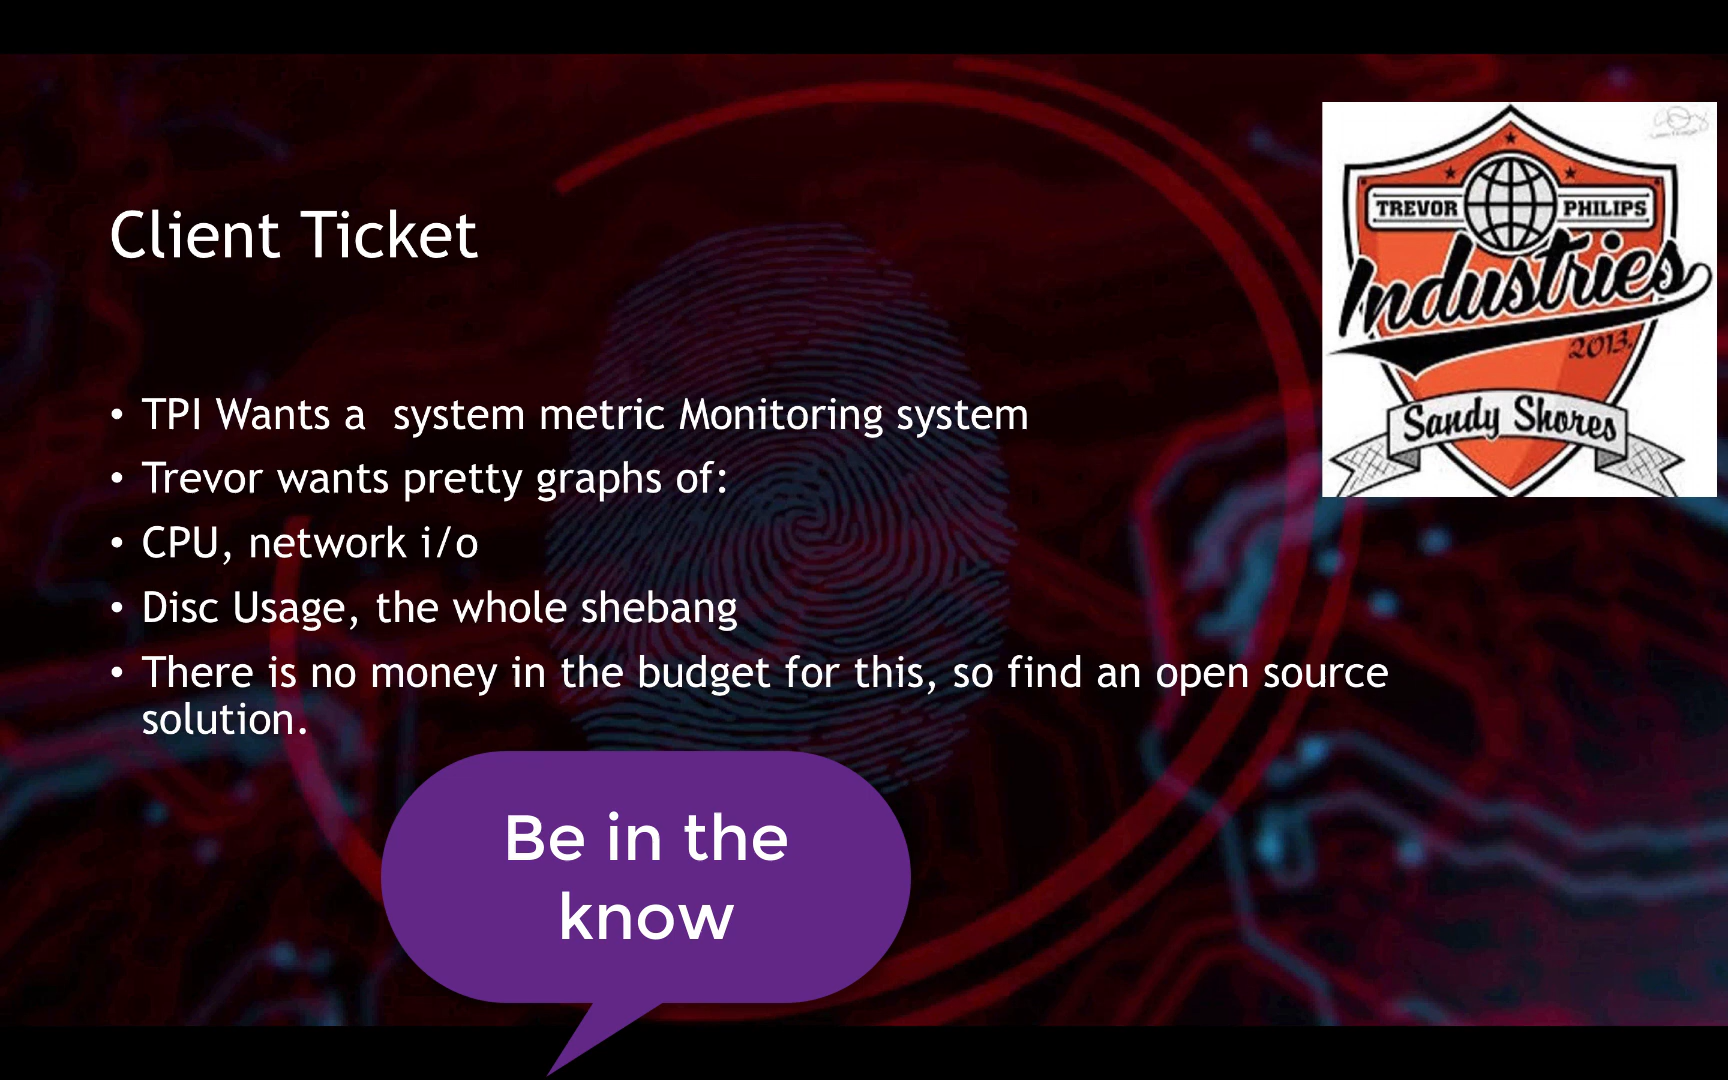 Client Ticket
TREVOR PHILIPS
Industries
2013.
Sandy Shores
• TPI Wants a  system metric Monitoring system
• Trevor wants pretty graphs of:
• CPU, network i/o
• Disc Usage, the whole shebang
• There is no money in the budget for this, so find an open source
solution.
Be in the
know